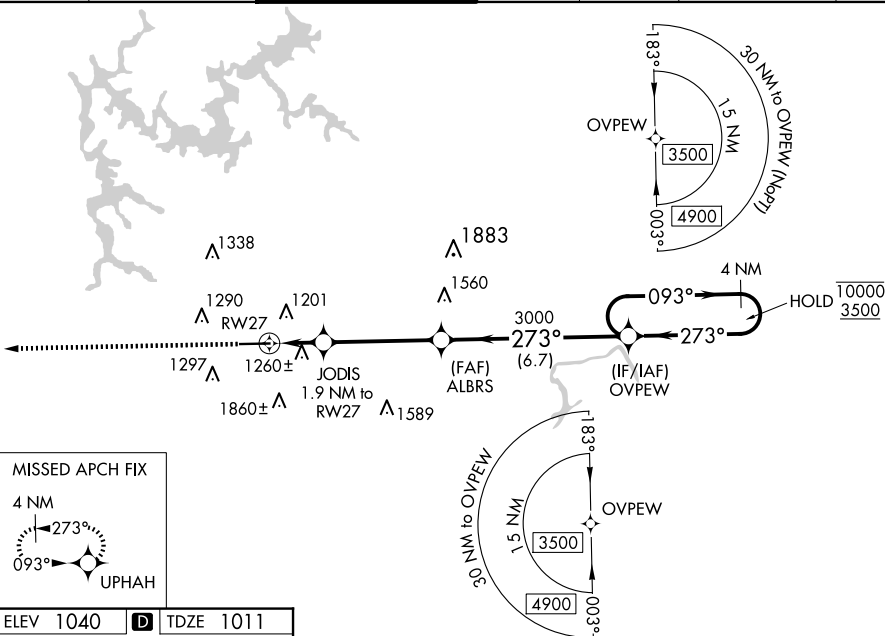 183°
30 NM to OVPEW (NoPT)
15 NM
OVPEW
3500
4900
003°
1338
1883
1560
1290
1201
RW27
4 NM
093°
HOLD
10000
3500
3000
273°
273°
(6.7)
1297
1260±
JODIS
1.9 NM to
RW27
(FAF)
ALBRS
(IF/IAF)
OVPEW
1860±
1589
183°
30 NM to OVPEW
15 NM
OVPEW
3500
4900
003°
MISSED APCH FIX
4 NM
273°
093°
UPHAH
ELEV 1040 D TDZE 1011